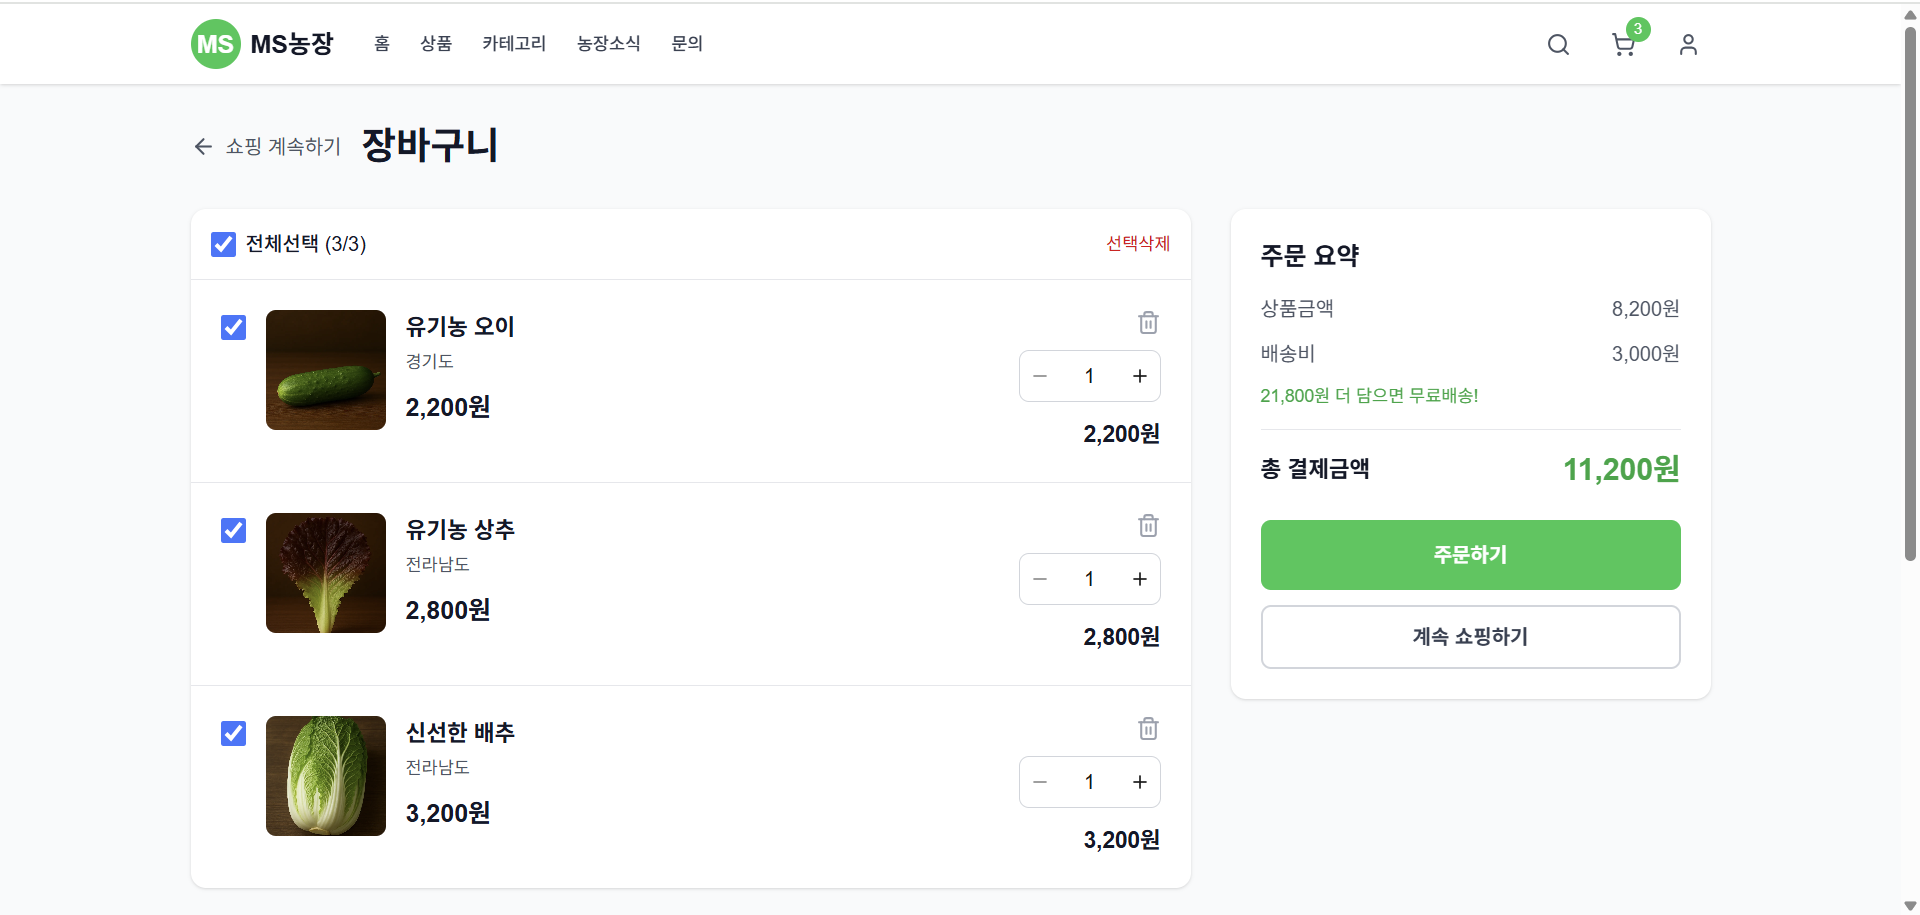 MS MS농장 홈 상품 카테고리 농장소식 문의 3
쇼핑 계속하기 장바구니
전체선택 (3/3) 선택삭제
유기농 오이
경기도
2,200원
1
2,200원
유기농 상추
전라남도
2,800원
1
2,800원
신선한 배추
전라남도
3,200원
1
3,200원
주문 요약
상품금액 8,200원
배송비 3,000원
21,800원 더 담으면 무료배송!
총 결제금액 11,200원
주문하기
계속 쇼핑하기